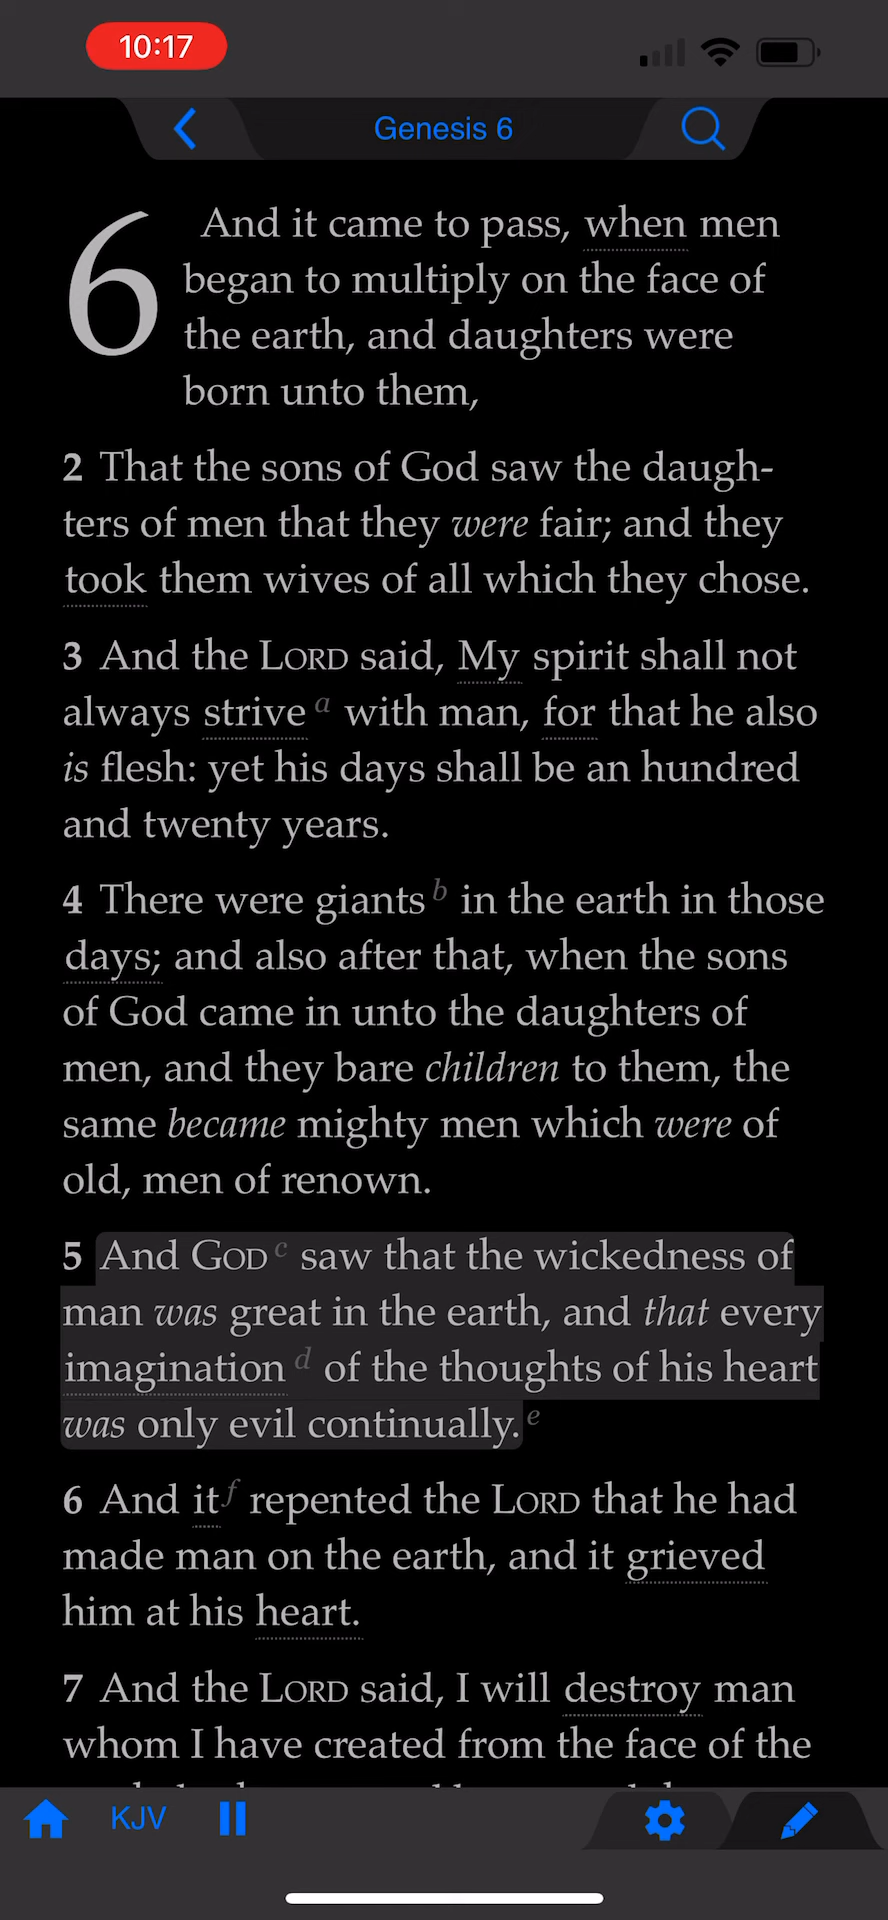 10:17
Genesis 6
6 And it came to pass, when men
began to multiply on the face of
the earth, and daughters were
born unto them,
2 That the sons of God saw the daugh-
ters of men that they were fair; and they
took them wives of all which they chose.
3 And the LORD said, My spirit shall not
always strive a with man, for that he also
is flesh: yet his days shall be an hundred
and twenty years.
4 There were giants b in the earth in those
days; and also after that, when the sons
of God came in unto the daughters of
men, and they bare children to them, the
same became mighty men which were of
old, men of renown.
5 And GOD c saw that the wickedness of
man was great in the earth, and that every
imagination d of the thoughts of his heart
was only evil continually. e
6 And it f repented the LORD that he had
made man on the earth, and it grieved
him at his heart.
7 And the LORD said, I will destroy man
whom I have created from the face of the
KJV